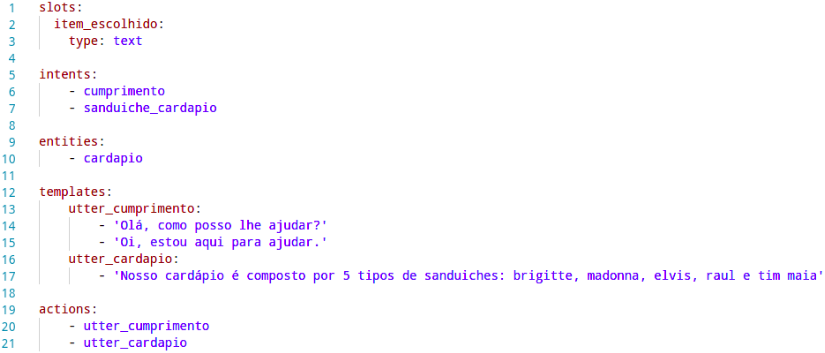 1 slots:
2   item_escolhido:
3     type: text
4
5 intents:
6     - cumprimento
7     - sanduiche_cardapio
8
9 entities:
10     - cardapio
11
12 templates:
13     utter_cumprimento:
14         - 'Olá, como posso lhe ajudar?'
15         - 'Oi, estou aqui para ajudar.'
16     utter_cardapio:
17         - 'Nosso cardápio é composto por 5 tipos de sanduiches: brigitte, madonna, elvis, raul e tim maia'
18
19 actions:
20     - utter_cumprimento
21     - utter_cardapio